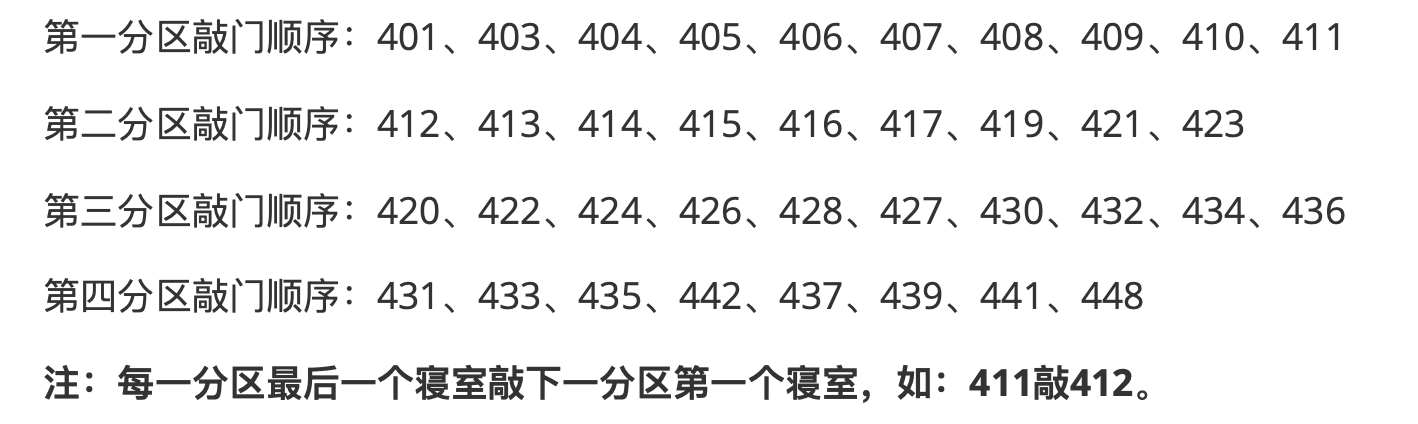 第一分区敲门顺序：401、403、404、405、406、407、408、409、410、411
第二分区敲门顺序：412、413、414、415、416、417、419、421、423
第三分区敲门顺序：420、422、424、426、428、427、430、432、434、436
第四分区敲门顺序：431、433、435、442、437、439、441、448
注：每一分区最后一个寝室敲下一分区第一个寝室，如：411敲412。